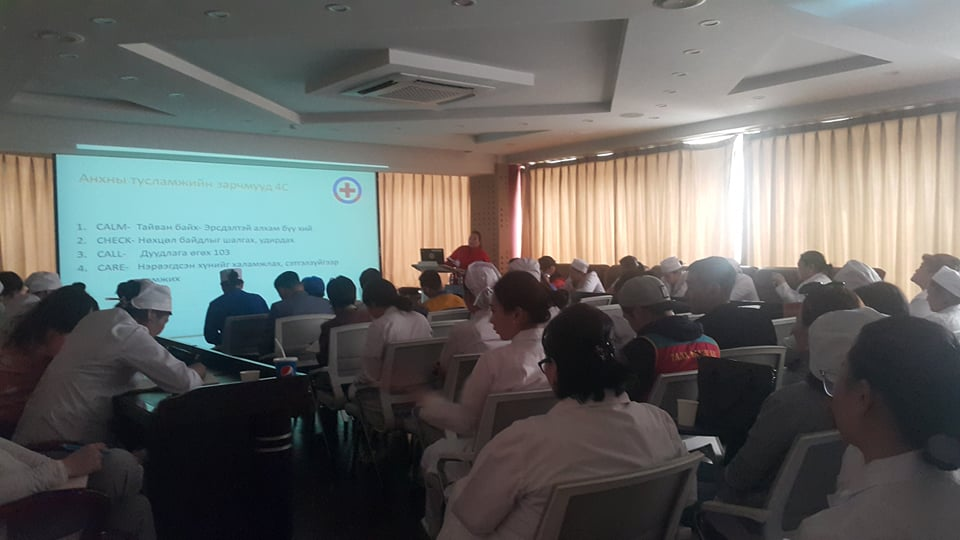 Анхны тусламжийн зарчмууд 4С
1. CALM- Тайван байх- Эрсдэлтэй алхам бүү хий
2. CHECK- Нөхцөл байдлыг шалгах, удирдах
3. CALL- Дуудлага өгөх 103
4. CARE- Нэрвэгдсэн хүнийг халамжлах, сэтгэлзүйгээр